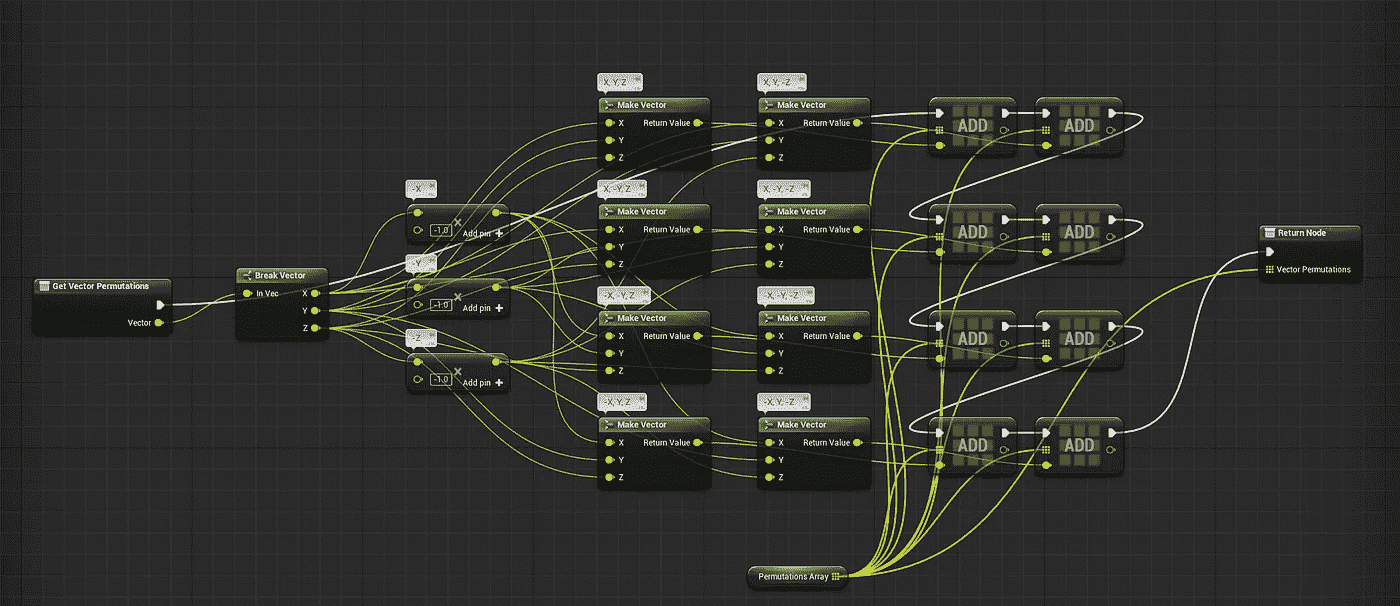 Get Vector Permutations
Vector
Break Vector
In Vec
X
Y
Z
-X
-1.0
×
Add pin +
-Y
-1.0
×
Add pin +
-Z
-1.0
×
Add pin +
X, Y, Z
Make Vector
X
Return Value
Y
Z
X, Y, -Z
Make Vector
X
Return Value
Y
Z
ADD
ADD
X, -Y, Z
Make Vector
X
Return Value
Y
Z
X, -Y, -Z
Make Vector
X
Return Value
Y
Z
ADD
ADD
-X, -Y, Z
Make Vector
X
Return Value
Y
Z
-X, -Y, -Z
Make Vector
X
Return Value
Y
Z
ADD
ADD
-X, Y, Z
Make Vector
X
Return Value
Y
Z
-X, Y, -Z
Make Vector
X
Return Value
Y
Z
ADD
ADD
Permutations Array
Return Node
Vector Permutations